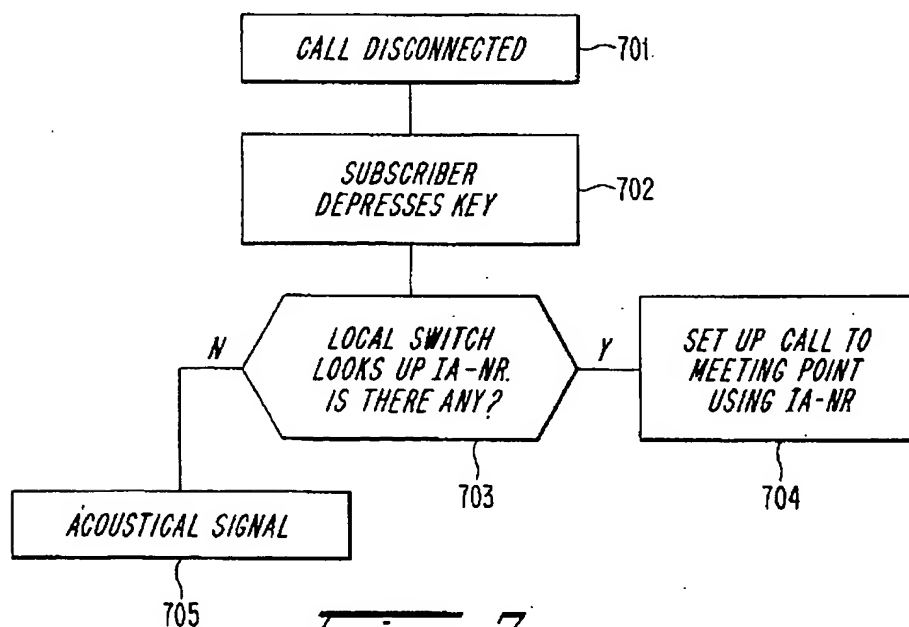 CALL DISCONNECTED
701
SUBSCRIBER
DEPRESSES KEY
702
LOCAL SWITCH
LOOKS UP IA-NR.
IS THERE ANY?
703
N
Y
SET UP CALL TO
MEETING POINT
USING IA-NR
704
ACOUSTICAL SIGNAL
705